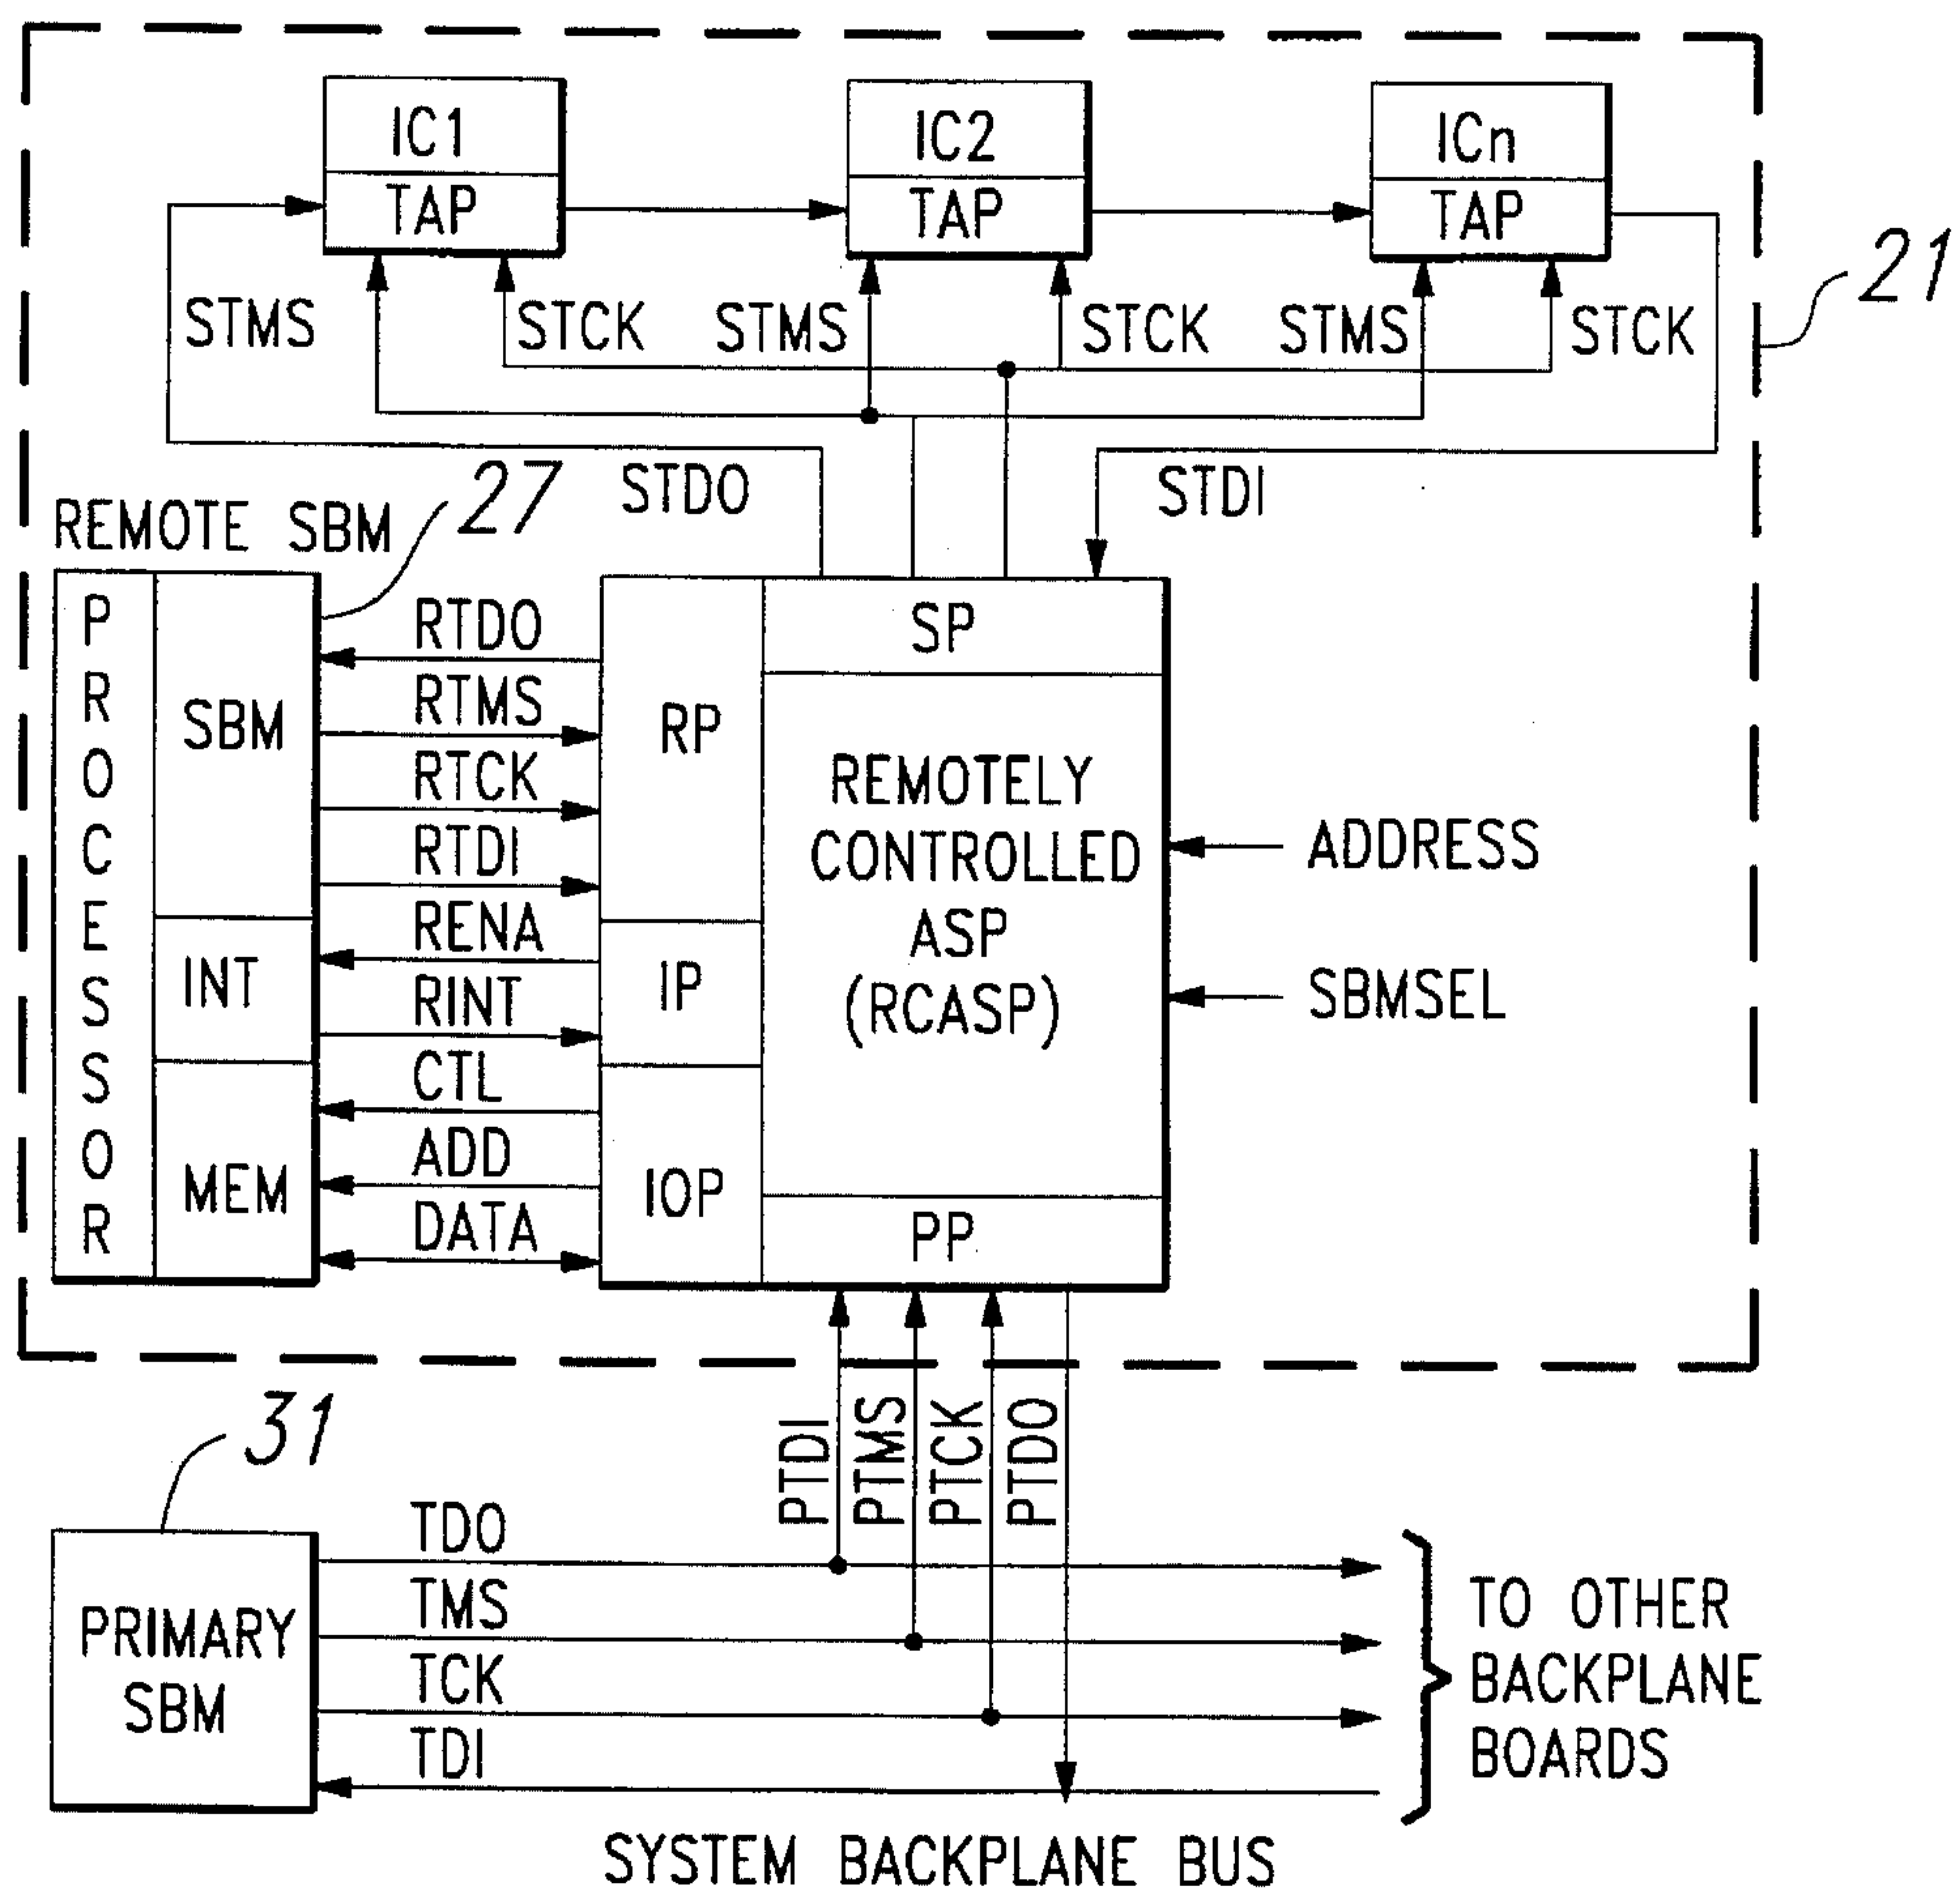 IC1
TAP
IC2
TAP
ICn
TAP
21
STMS
STCK
STMS
STCK
STMS
STCK
STDO
STDI
REMOTE SBM
27
PROCESSOR
SBM
INT
MEM
RTDO
RTMS
RTCK
RTDI
RENA
RINT
CTL
ADD
DATA
RP
IP
IOP
SP
REMOTELY
CONTROLLED
ASP
(RCASP)
PP
ADDRESS
SBMSEL
31
PTDI
PTMS
PTCK
PTDO
PRIMARY
SBM
TDO
TMS
TCK
TDI
TO OTHER
BACKPLANE
BOARDS
SYSTEM BACKPLANE BUS